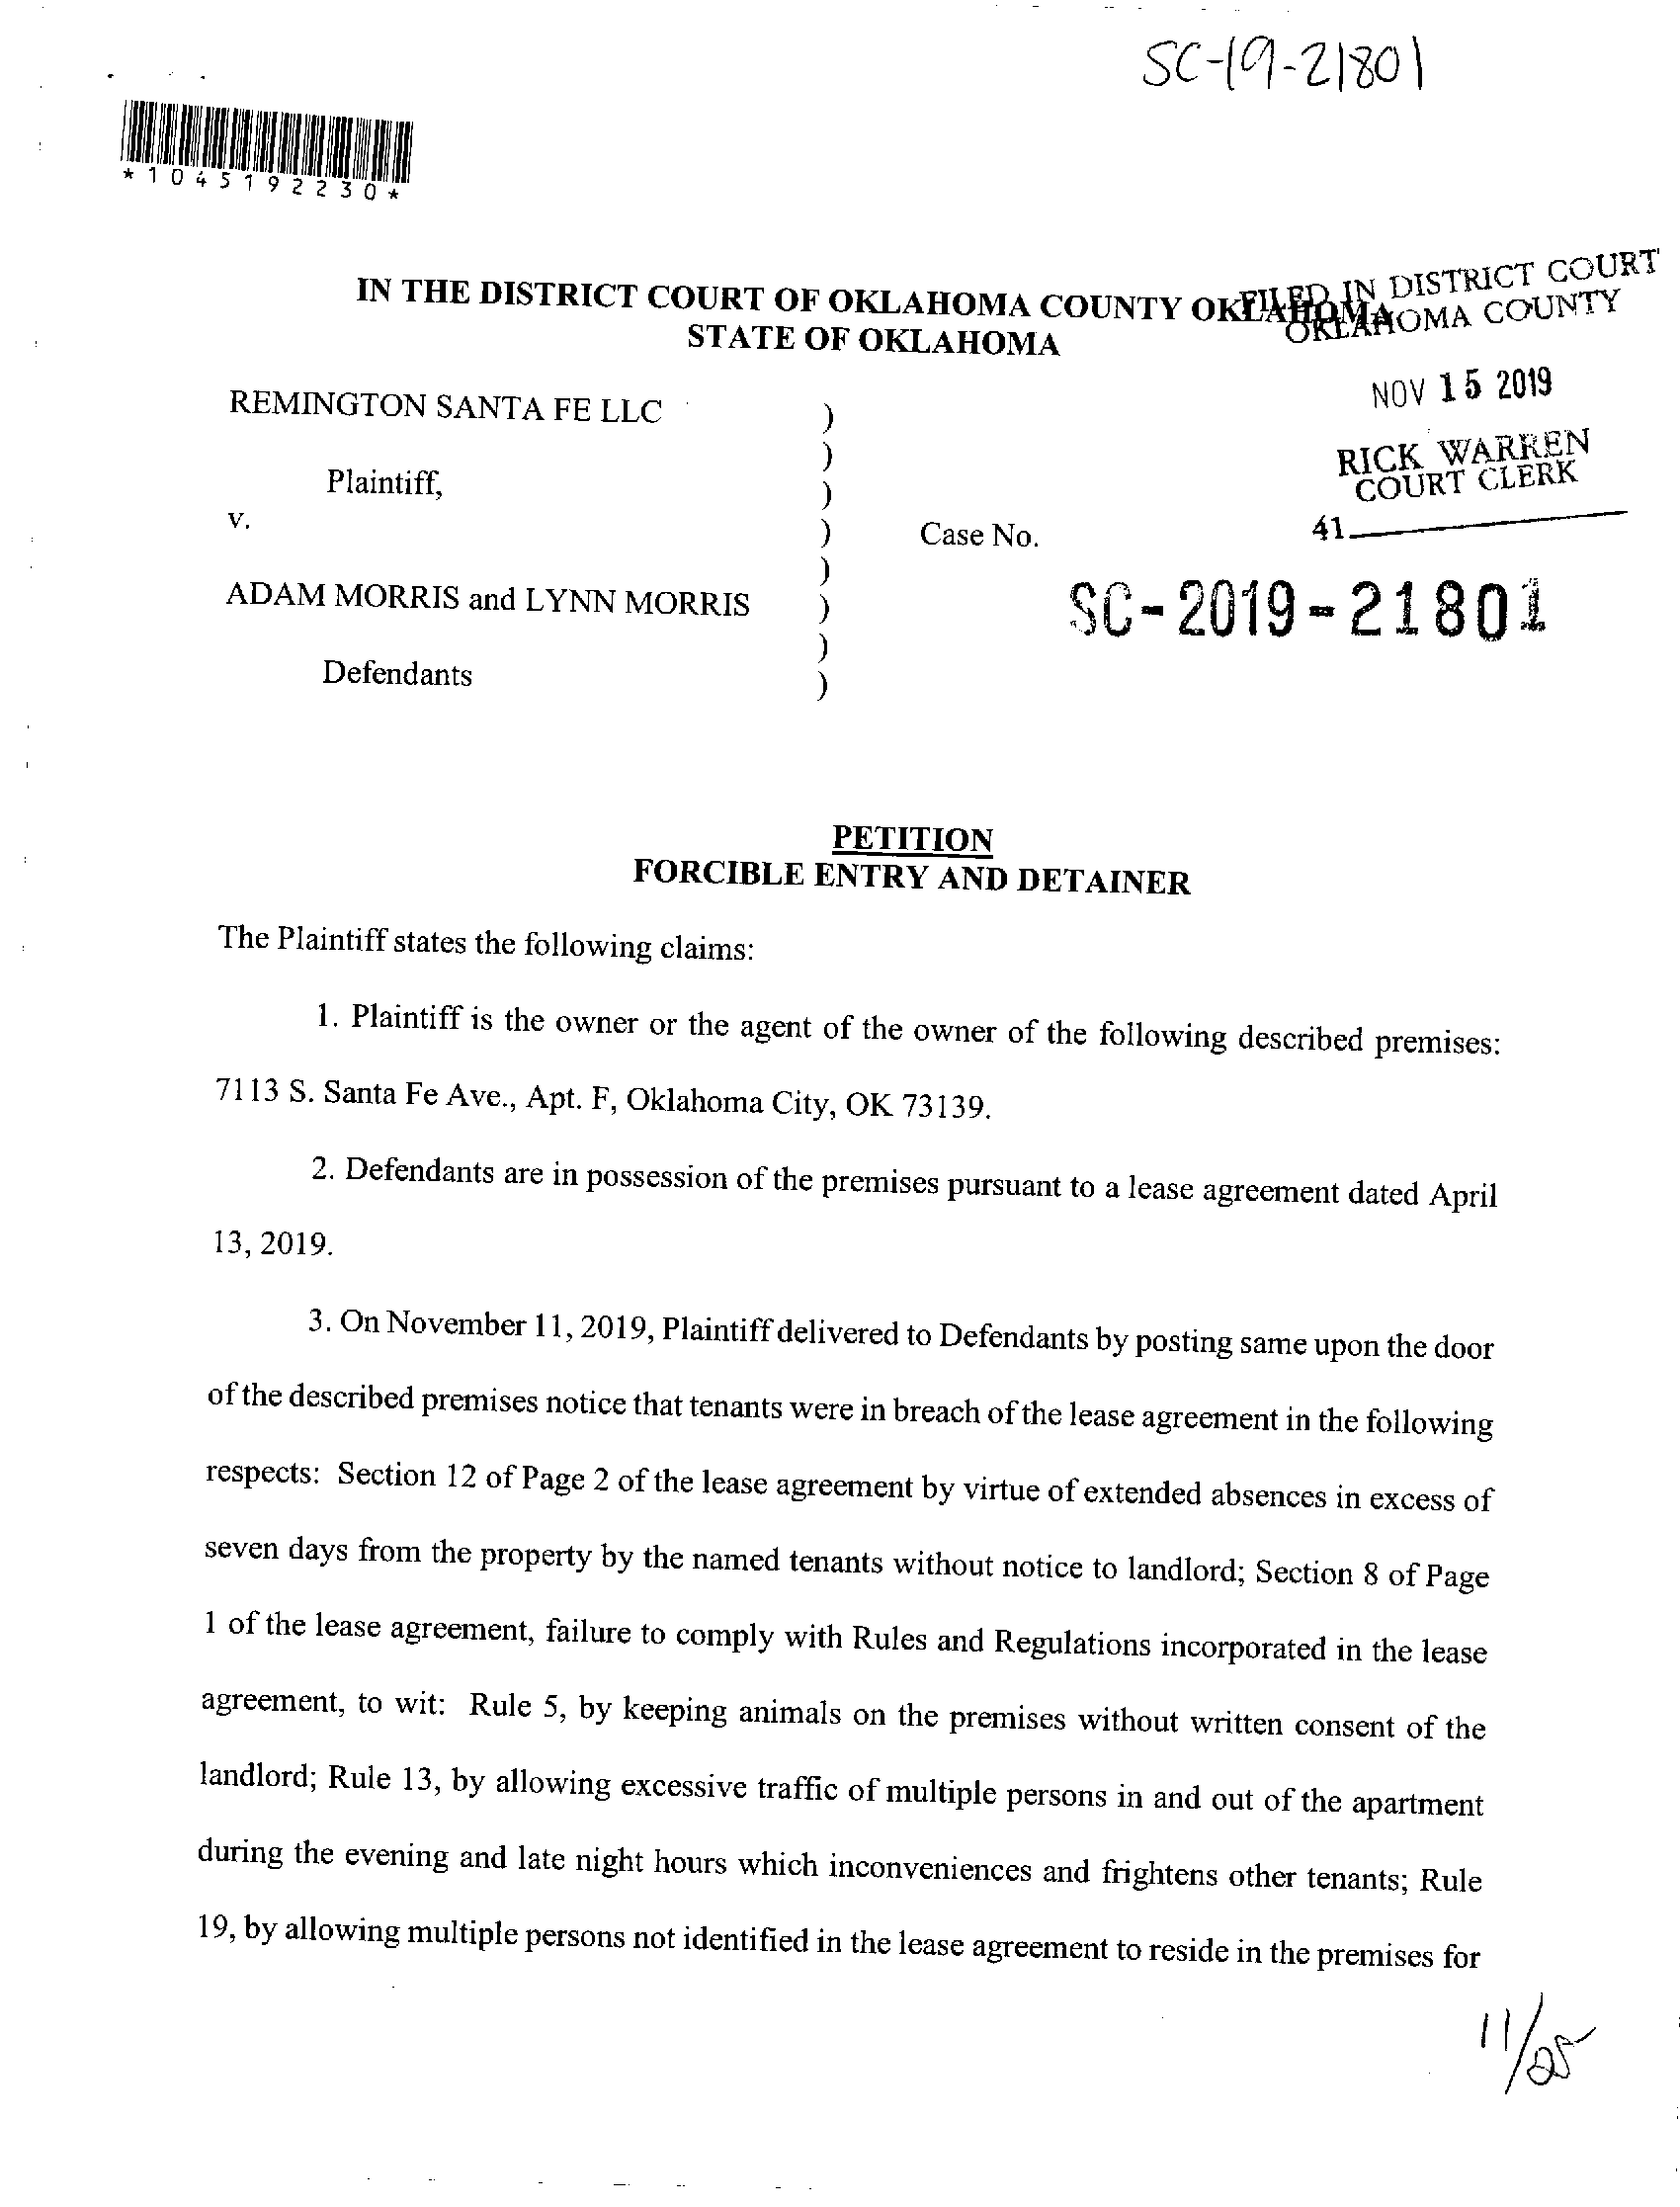 SC-19-21801
*1045192230*
IN THE DISTRICT COURT OF OKLAHOMA COUNTY OKLAHOMA
STATE OF OKLAHOMA
FILED IN DISTRICT COURT
OKLAHOMA COUNTY
NOV 15 2019
RICK WARREN
COURT CLERK
41
REMINGTON SANTA FE LLC )
)
Plaintiff, )
v. ) Case No.
)
ADAM MORRIS and LYNN MORRIS ) SC-2019-21801
)
Defendants )
PETITION
FORCIBLE ENTRY AND DETAINER
The Plaintiff states the following claims:
1. Plaintiff is the owner or the agent of the owner of the following described premises:
7113 S. Santa Fe Ave., Apt. F, Oklahoma City, OK 73139.
2. Defendants are in possession of the premises pursuant to a lease agreement dated April
13, 2019.
3. On November 11, 2019, Plaintiff delivered to Defendants by posting same upon the door
of the described premises notice that tenants were in breach of the lease agreement in the following
respects: Section 12 of Page 2 of the lease agreement by virtue of extended absences in excess of
seven days from the property by the named tenants without notice to landlord; Section 8 of Page
1 of the lease agreement, failure to comply with Rules and Regulations incorporated in the lease
agreement, to wit: Rule 5, by keeping animals on the premises without written consent of the
landlord; Rule 13, by allowing excessive traffic of multiple persons in and out of the apartment
during the evening and late night hours which inconveniences and frightens other tenants; Rule
19, by allowing multiple persons not identified in the lease agreement to reside in the premises for
11/25